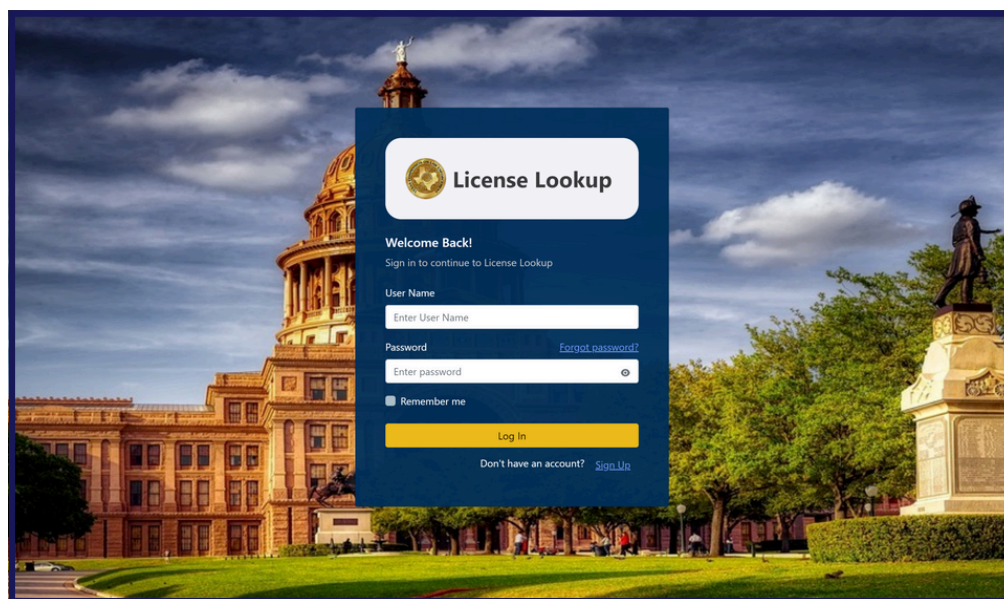 License Lookup
Welcome Back!
Sign in to continue to License Lookup
User Name
Enter User Name
Password Forgot password?
Enter password
Remember me
Log In
Don't have an account? Sign Up